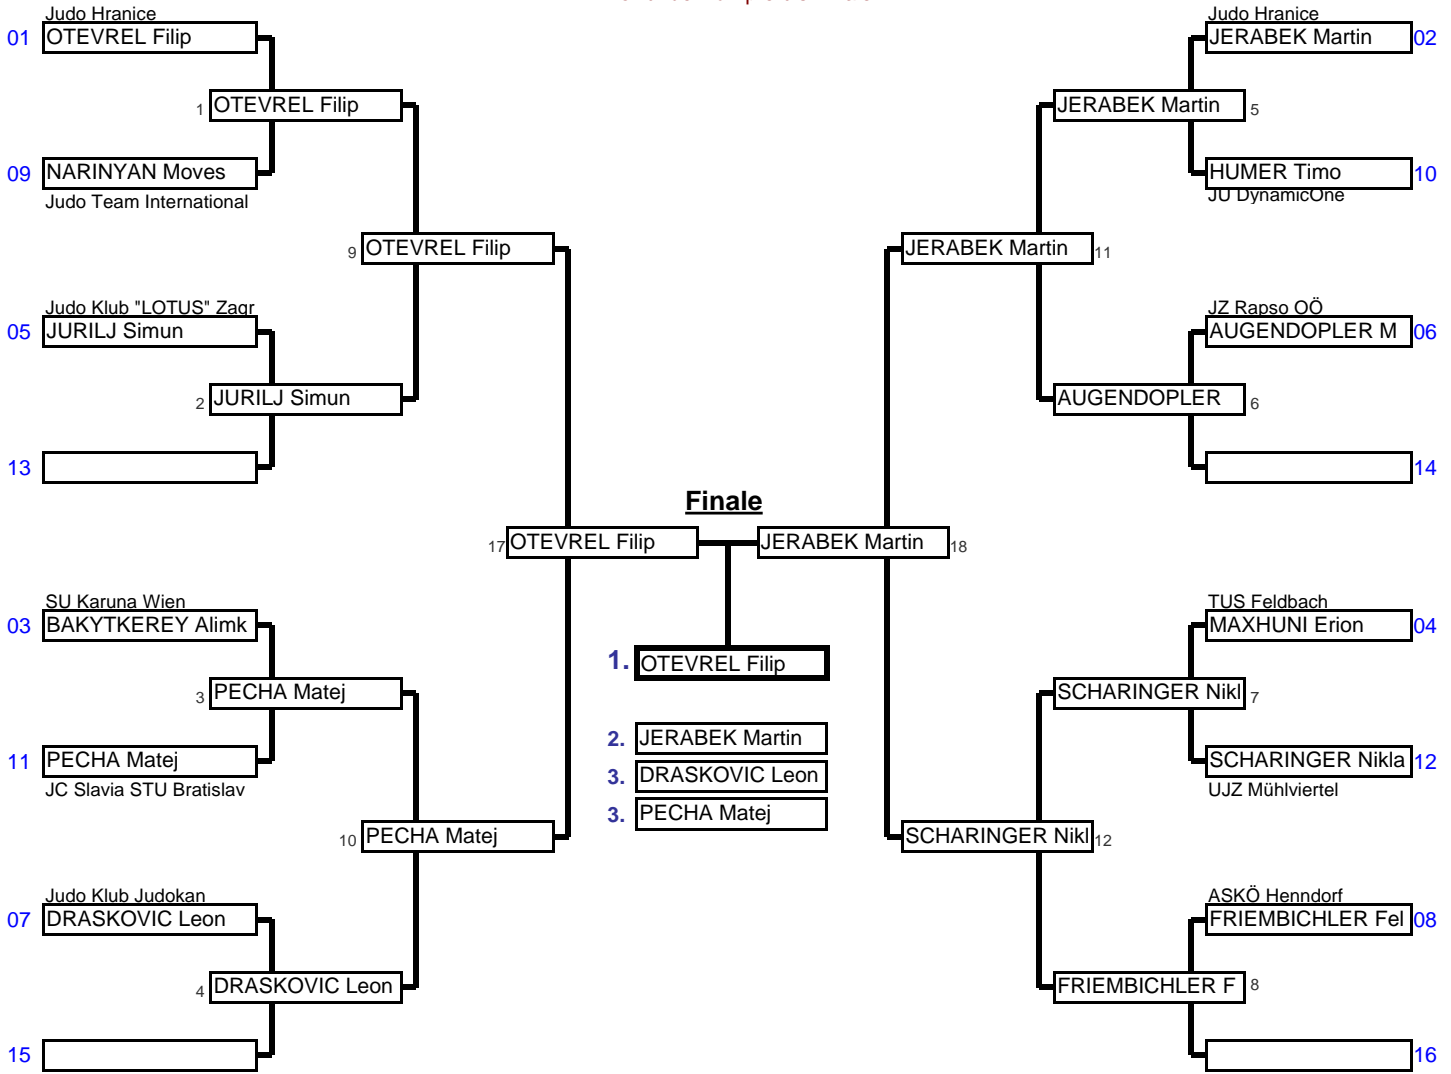 Judo Hranice
01 OTEVREL Filip
1 OTEVREL Filip
09 NARINYAN Moves
Judo Team International
9 OTEVREL Filip
Judo Klub "LOTUS" Zagr
05 JURILJ Simun
2 JURILJ Simun
13
17 OTEVREL Filip
SU Karuna Wien
03 BAKYTKEREY Alimk
3 PECHA Matej
11 PECHA Matej
JC Slavia STU Bratislav
10 PECHA Matej
Judo Klub Judokan
07 DRASKOVIC Leon
4 DRASKOVIC Leon
15
Finale
1. OTEVREL Filip
2. JERABEK Martin
3. DRASKOVIC Leon
3. PECHA Matej
Judo Hranice
JERABEK Martin 02
JERABEK Martin 5
HUMER Timo 10
JU DynamicOne
JERABEK Martin 11
JZ Rapso OÖ
AUGENDOPLER M 06
AUGENDOPLER 6
14
JERABEK Martin 18
TUS Feldbach
MAXHUNI Erion 04
SCHARINGER Nikl 7
SCHARINGER Nikla 12
UJZ Mühlviertel
SCHARINGER Nikl 12
ASKÖ Henndorf
FRIEMBICHLER Fel 08
FRIEMBICHLER F 8
16